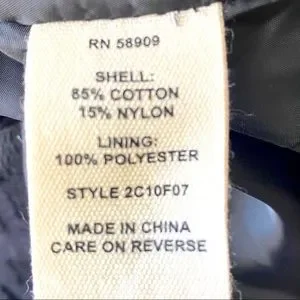 RN 58909
SHELL:
85% COTTON
15% NYLON
LINING:
100% POLYESTER
STYLE 2C10F07
MADE IN CHINA
CARE ON REVERSE